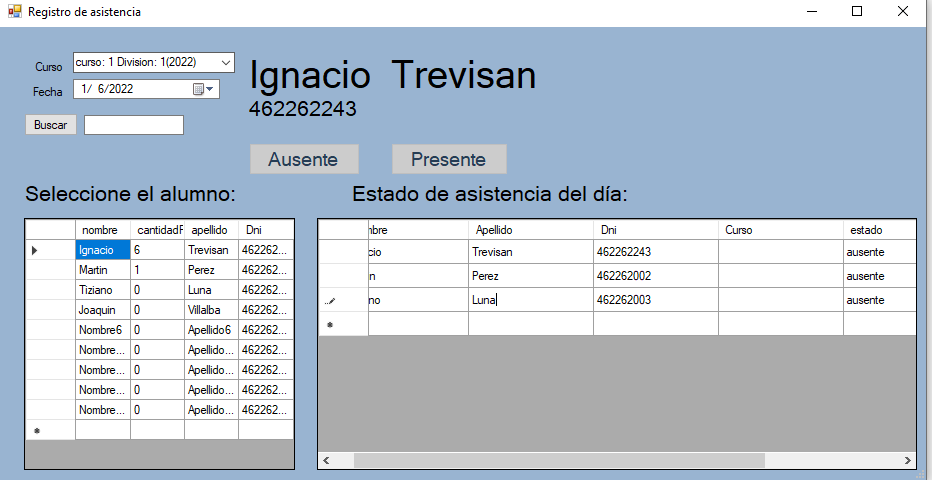 Registro de asistencia
Curso
curso: 1 Division: 1(2022)
Fecha
1/ 6/2022
Buscar
Ignacio Trevisan
462262243
Ausente
Presente
Seleccione el alumno:
nombre cantidadF apellido Dni
Ignacio 6 Trevisan 462262...
Martin 1 Perez 462262...
Tiziano 0 Luna 462262...
Joaquin 0 Villalba 462262...
Nombre6 0 Apellido6 462262...
Nombre... 0 Apellido... 462262...
Nombre... 0 Apellido... 462262...
Nombre... 0 Apellido... 462262...
Nombre... 0 Apellido... 462262...
Estado de asistencia del día:
bre Apellido Dni Curso estado
cio Trevisan 462262243 ausente
n Perez 462262002 ausente
no Luna 462262003 ausente